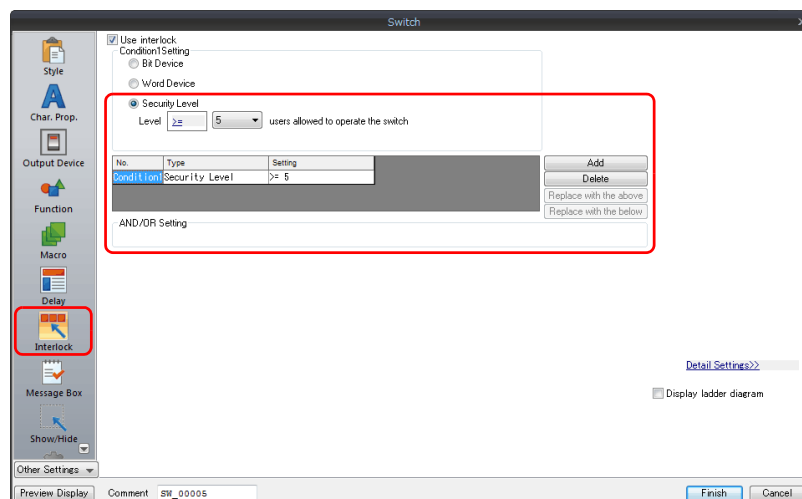 Switch
Style
Char. Prop.
Output Device
Function
Macro
Delay
Interlock
Message Box
Show/Hide
Other Settings
Use interlock
Condition1Setting
Bit Device
Word Device
Security Level
Level >= 5 users allowed to operate the switch
No. Type Setting
Condition1 Security Level >= 5
Add
Delete
Replace with the above
Replace with the below
AND/OR Setting
Detail Settings>>
Display ladder diagram
Preview Display Comment SW_00005 Finish Cancel